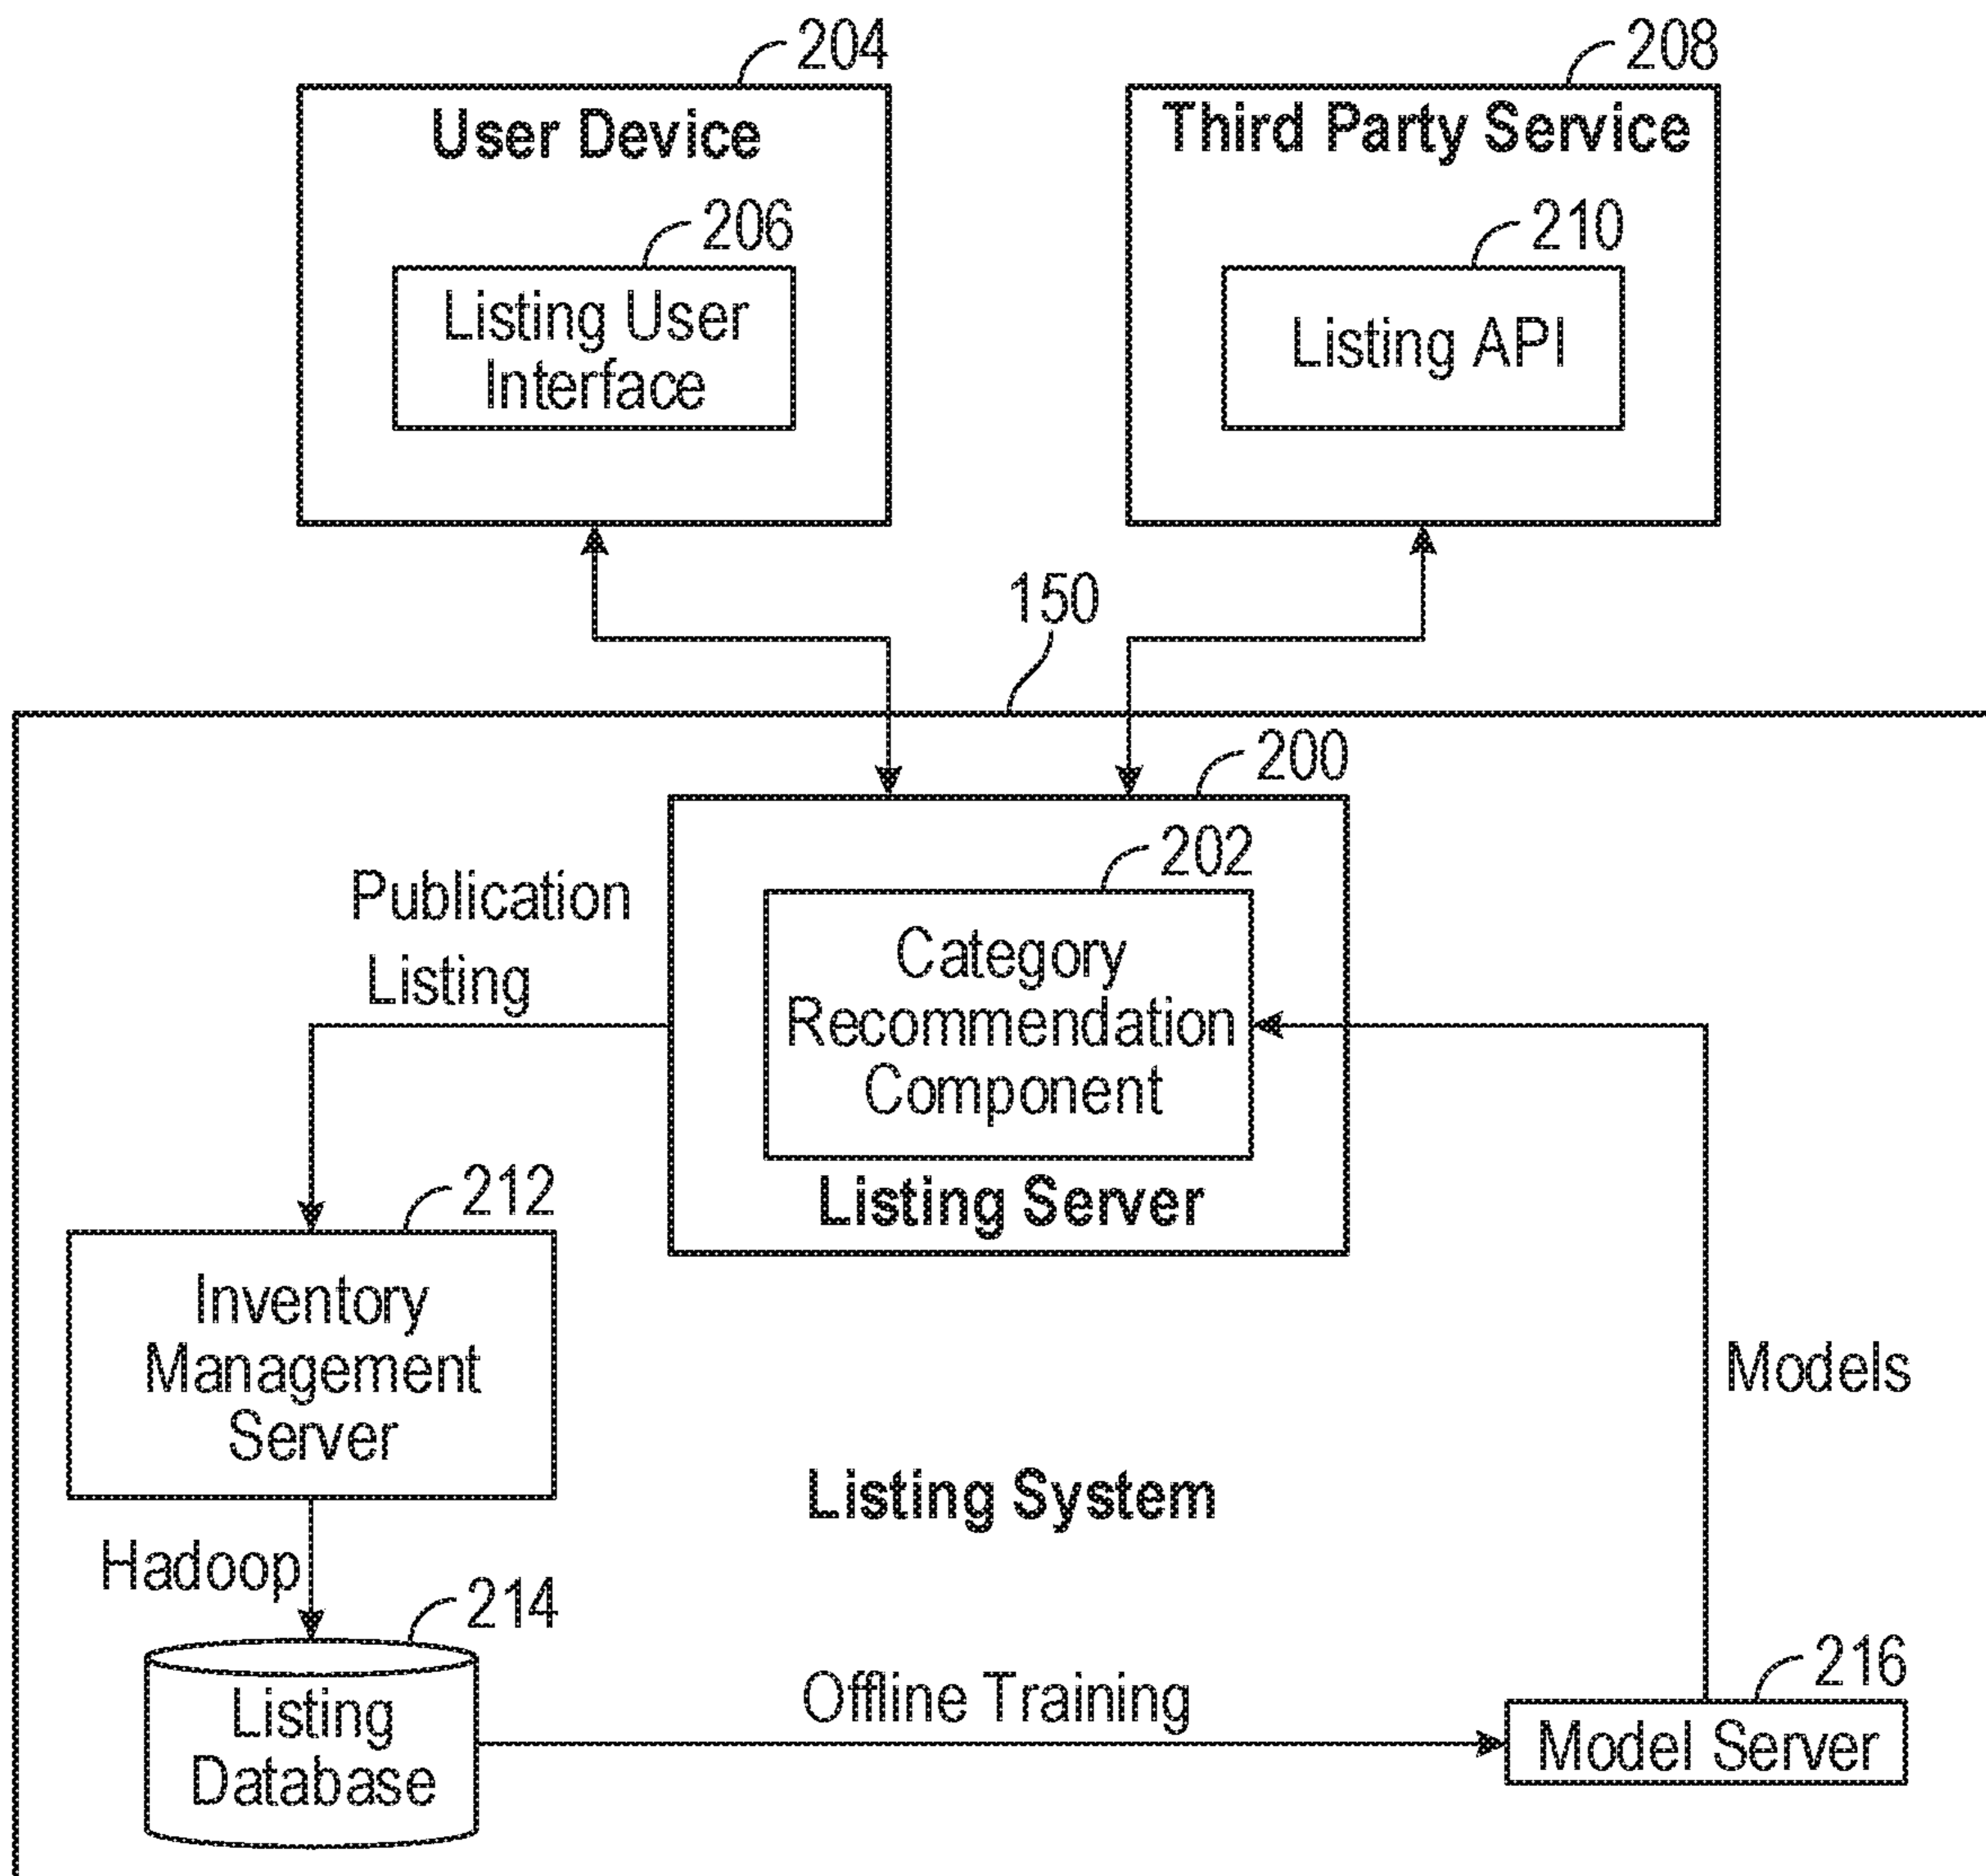 204
User Device
206
Listing User
Interface
208
Third Party Service
210
Listing API
150
200
202
Category
Recommendation
Component
Listing Server
Publication
Listing
212
Inventory
Management
Server
Hadoop
214
Listing
Database
Listing System
Offline Training
Models
216
Model Server